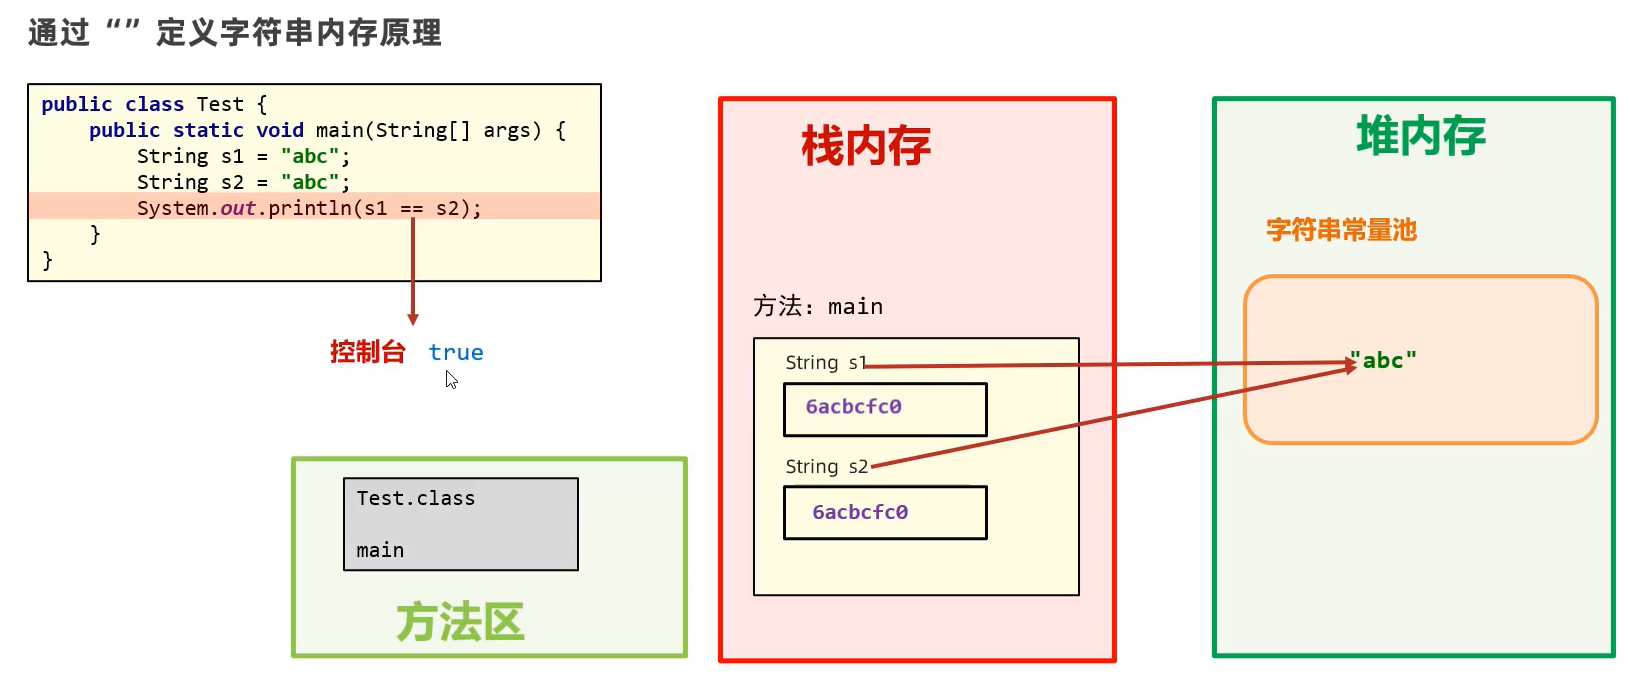 通过 “” 定义字符串内存原理
public class Test {
    public static void main(String[] args) {
        String s1 = "abc";
        String s2 = "abc";
        System.out.println(s1 == s2);
    }
}
控制台 true
Test.class
main
方法区
栈内存
方法：main
String s1
6acbcfc0
String s2
6acbcfc0
堆内存
字符串常量池
"abc"